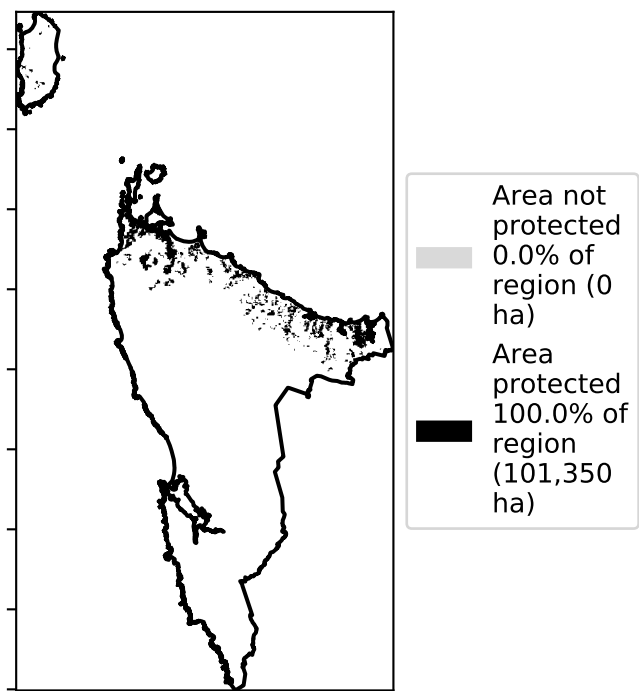 Area not
protected
0.0% of
region (0
ha)
Area
protected
100.0% of
region
(101,350
ha)